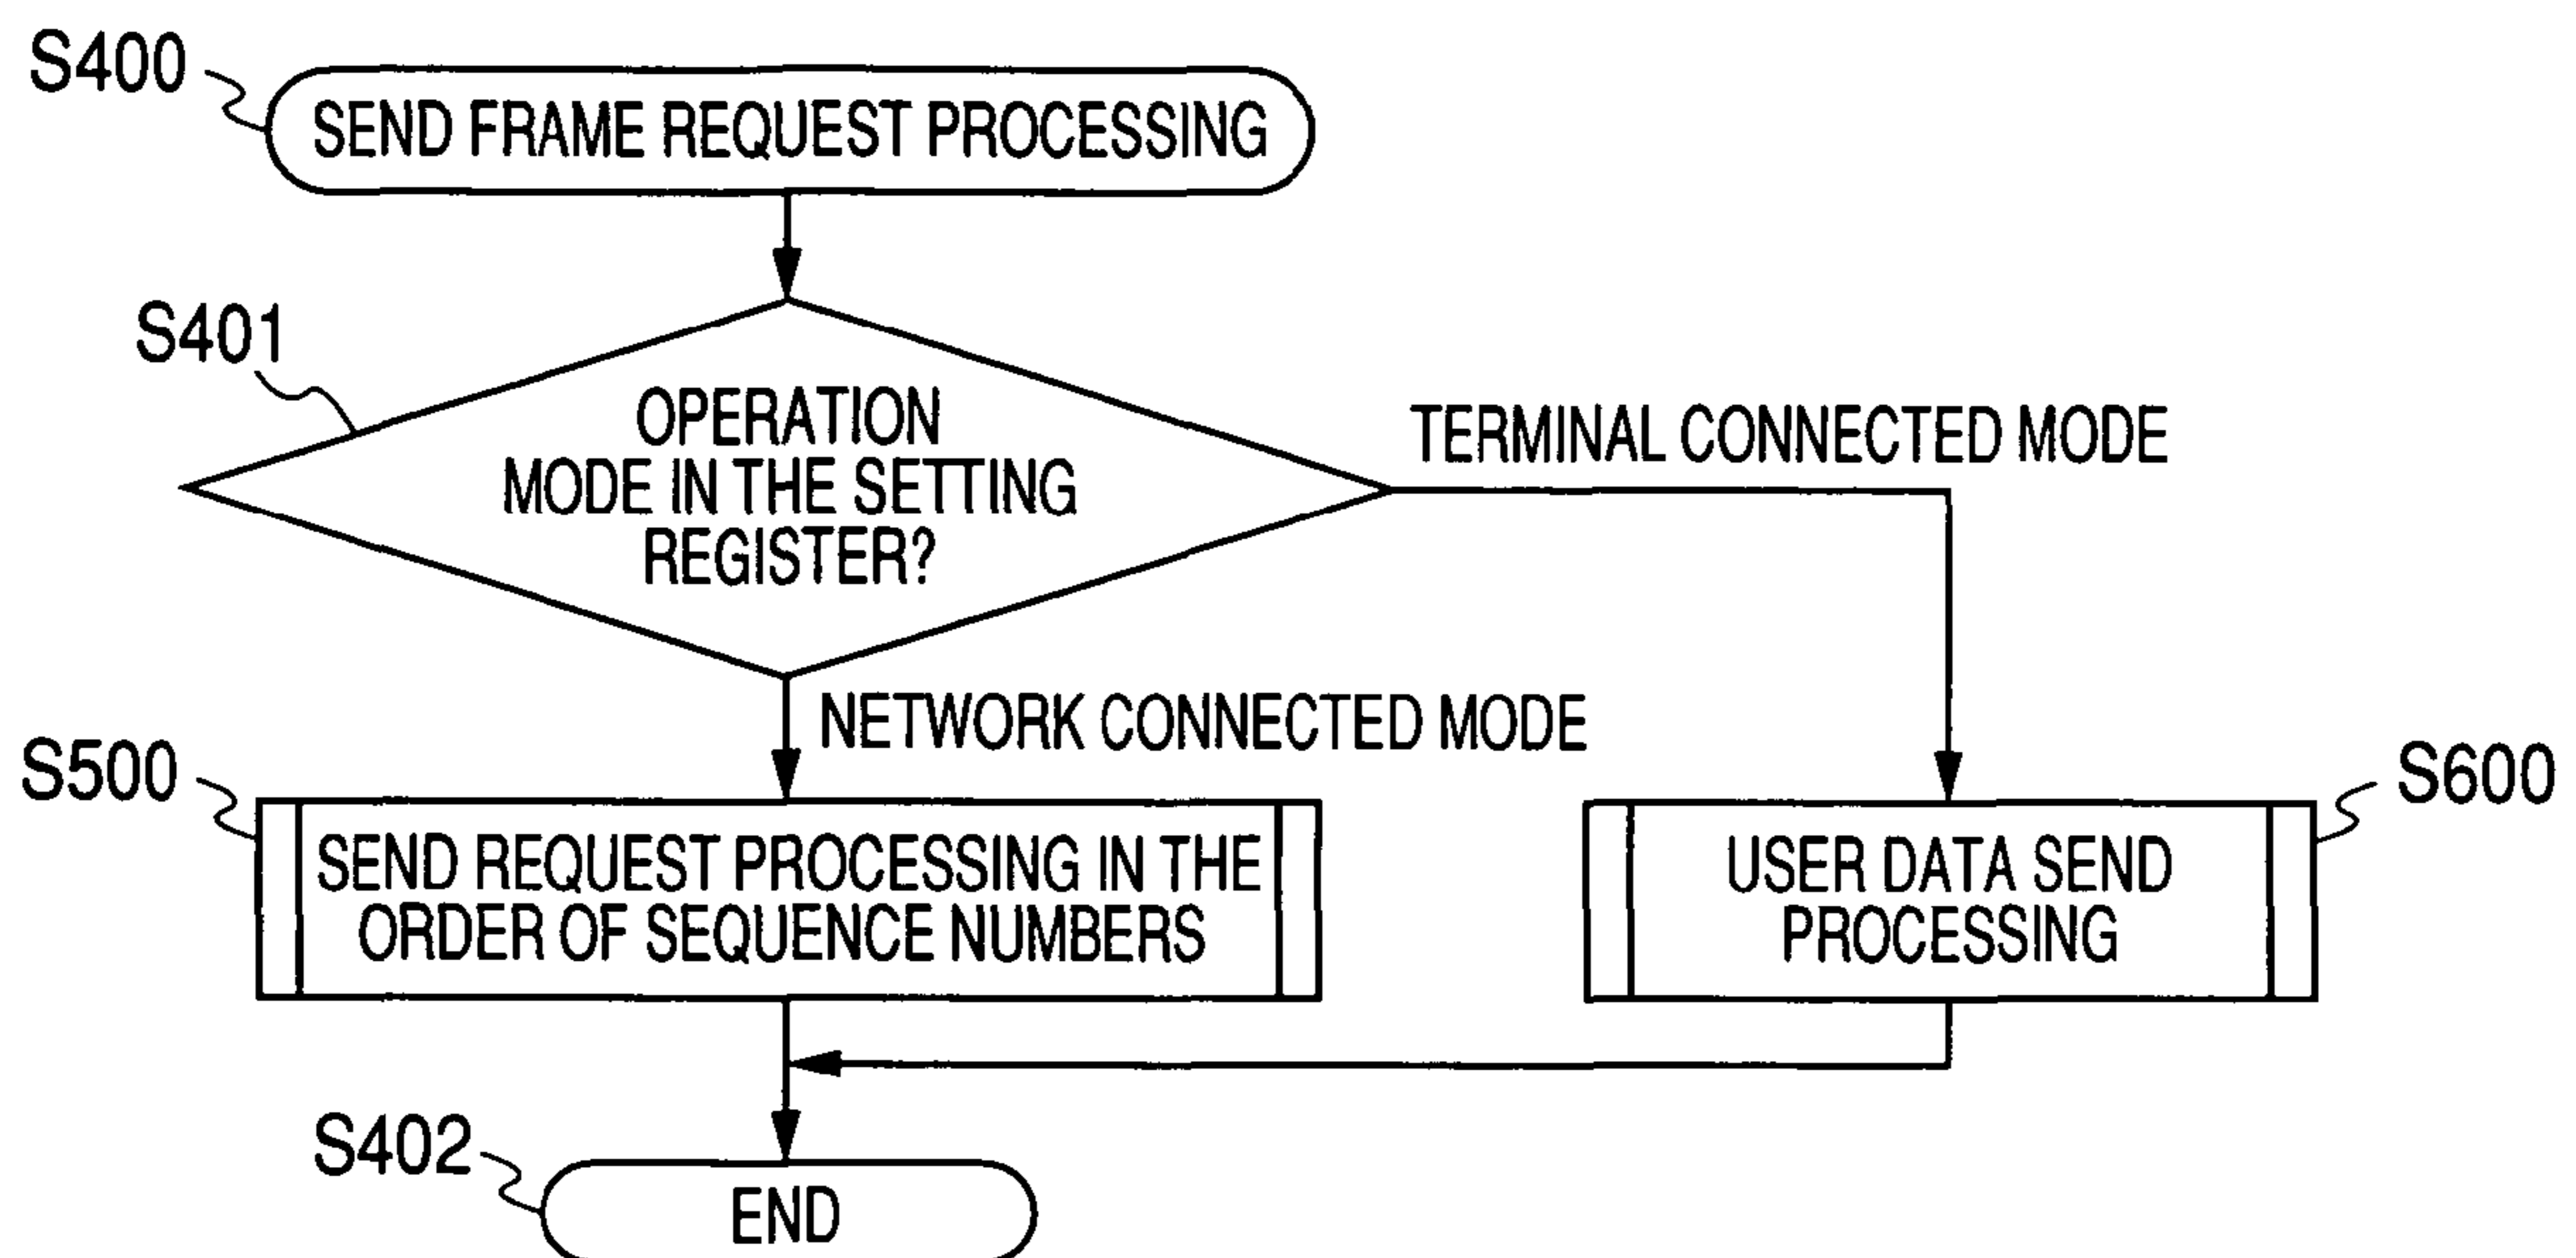 S400
SEND FRAME REQUEST PROCESSING
S401
OPERATION
MODE IN THE SETTING
REGISTER?
TERMINAL CONNECTED MODE
NETWORK CONNECTED MODE
S500
SEND REQUEST PROCESSING IN THE
ORDER OF SEQUENCE NUMBERS
S600
USER DATA SEND
PROCESSING
S402
END